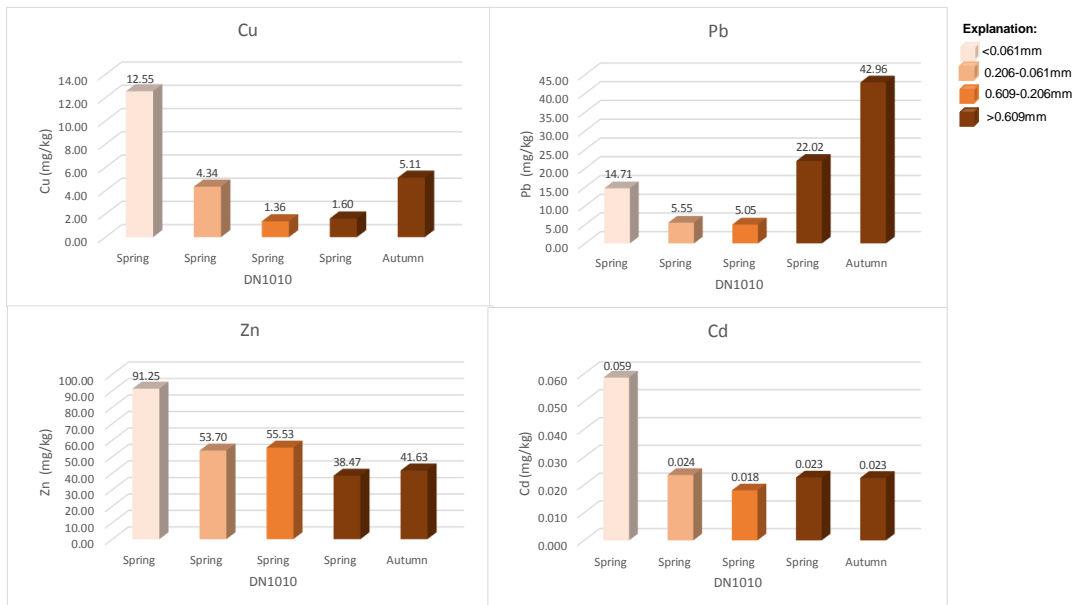 Cu
Cu (mg/kg)
14.00
12.00
10.00
8.00
6.00
4.00
2.00
0.00
12.55
4.34
1.36
1.60
5.11
Spring Spring Spring Spring Autumn
DN1010
Pb
Pb (mg/kg)
45.00
40.00
35.00
30.00
25.00
20.00
15.00
10.00
5.00
0.00
14.71
5.55
5.05
22.02
42.96
Spring Spring Spring Spring Autumn
DN1010
Explanation:
<0.061mm
0.206-0.061mm
0.609-0.206mm
>0.609mm
Zn
Zn (mg/kg)
100.00
90.00
80.00
70.00
60.00
50.00
40.00
30.00
20.00
10.00
0.00
91.25
53.70
55.53
38.47
41.63
Spring Spring Spring Spring Autumn
DN1010
Cd
Cd (mg/kg)
0.060
0.050
0.040
0.030
0.020
0.010
0.000
0.059
0.024
0.018
0.023
0.023
Spring Spring Spring Spring Autumn
DN1010